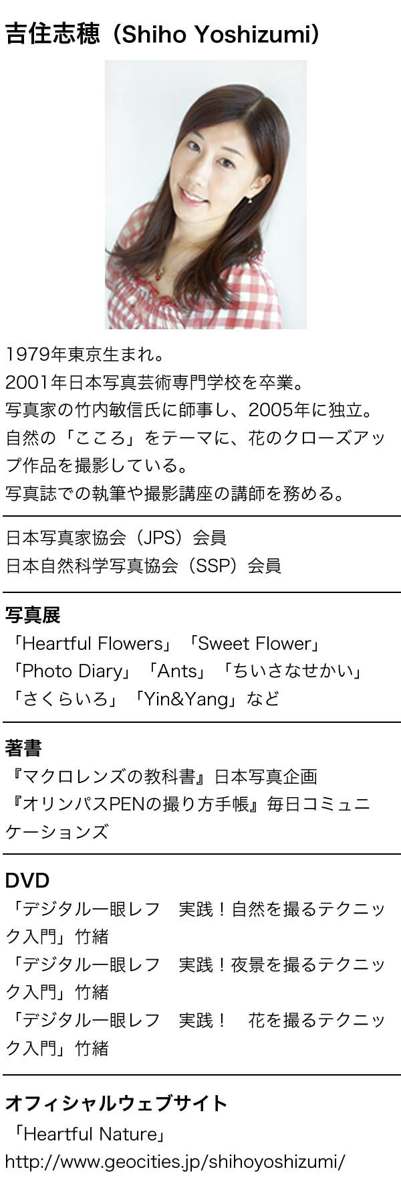 吉住志穂（Shiho Yoshizumi）
1979年東京生まれ。
2001年日本写真芸術専門学校を卒業。
写真家の竹内敏信氏に師事し、2005年に独立。
自然の「こころ」をテーマに、花のクローズアッ
プ作品を撮影している。
写真誌での執筆や撮影講座の講師を務める。
日本写真家協会（JPS）会員
日本自然科学写真協会（SSP）会員
写真展
「Heartful Flowers」「Sweet Flower」
「Photo Diary」「Ants」「ちいさなせかい」
「さくらいろ」「Yin&Yang」など
著書
『マクロレンズの教科書』日本写真企画
『オリンパスPENの撮り方手帳』毎日コミュニ
ケーションズ
DVD
「デジタル一眼レフ　実践！自然を撮るテクニッ
ク入門」竹緒
「デジタル一眼レフ　実践！夜景を撮るテクニッ
ク入門」竹緒
「デジタル一眼レフ　実践！　花を撮るテクニッ
ク入門」竹緒
オフィシャルウェブサイト
「Heartful Nature」
http://www.geocities.jp/shihoyoshizumi/